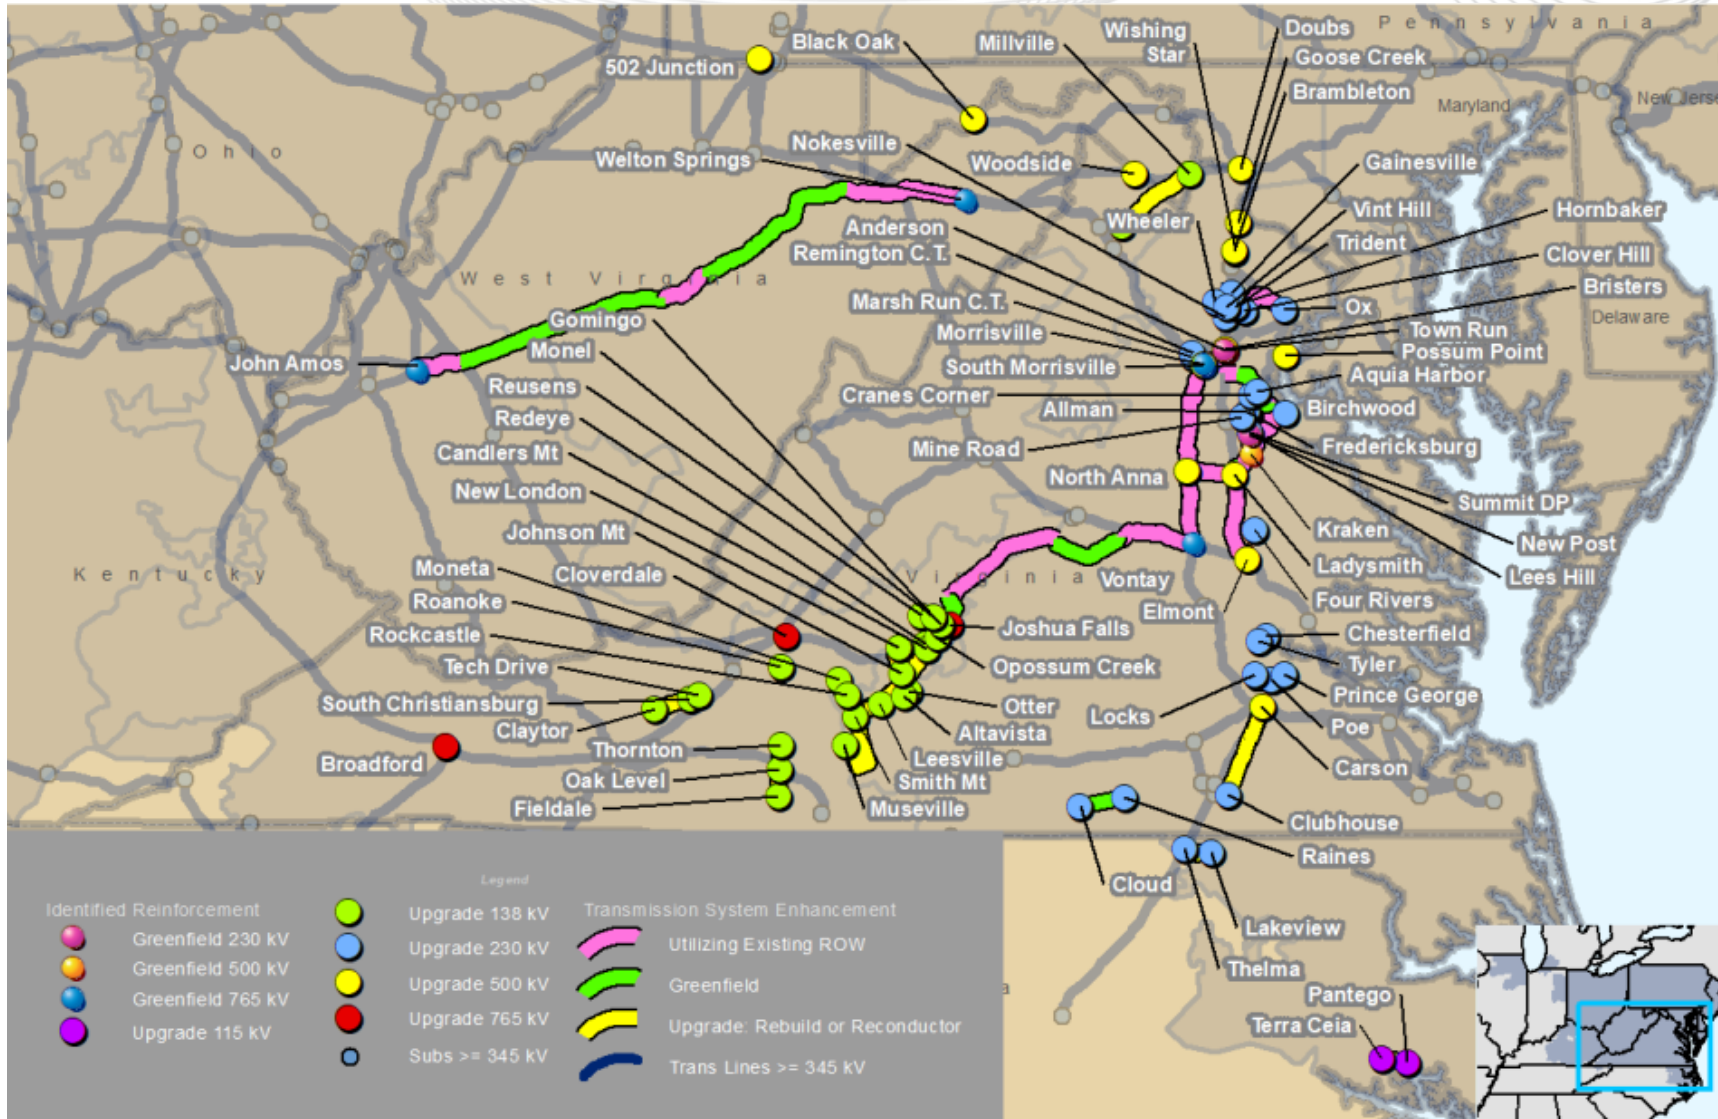 Pennsylvania
Black Oak
Millville
Wishing
Star
Doubs
Goose Creek
Brambleton
502 Junction
Maryland
Ohio
Nokesville
Welton Springs
Woodside
Gainesville
Wheeler
Vint Hill
Hornbaker
Anderson
Trident
Remington C.T.
Clover Hill
West Virginia
Bristers
Marsh Run C.T.
Ox
Gomingo
Delaware
Morrisville
Town Run
Monel
Possum Point
John Amos
South Morrisville
Aquia Harbor
Reusens
Cranes Corner
Redeye
Allman
Birchwood
Candlers Mt
Mine Road
Fredericksburg
New London
North Anna
Summit DP
Johnson Mt
Kraken
New Post
Moneta
Cloverdale
Kentucky
Virginia
Vontay
Ladysmith
Lees Hill
Roanoke
Elmont
Four Rivers
Rockcastle
Joshua Falls
Chesterfield
Tech Drive
Opossum Creek
Tyler
South Christiansburg
Otter
Prince George
Claytor
Locks
Poe
Thornton
Altavista
Broadford
Leesville
Carson
Oak Level
Smith Mt
Fieldale
Museville
Clubhouse
Raines
Cloud
Lakeview
Thelma
Pantego
Terra Ceia
Legend
Identified Reinforcement
Greenfield 230 kV
Greenfield 500 kV
Greenfield 765 kV
Upgrade 115 kV
Upgrade 138 kV
Upgrade 230 kV
Upgrade 500 kV
Upgrade 765 kV
Subs >= 345 kV
Transmission System Enhancement
Utilizing Existing ROW
Greenfield
Upgrade: Rebuild or Reconductor
Trans Lines >= 345 kV